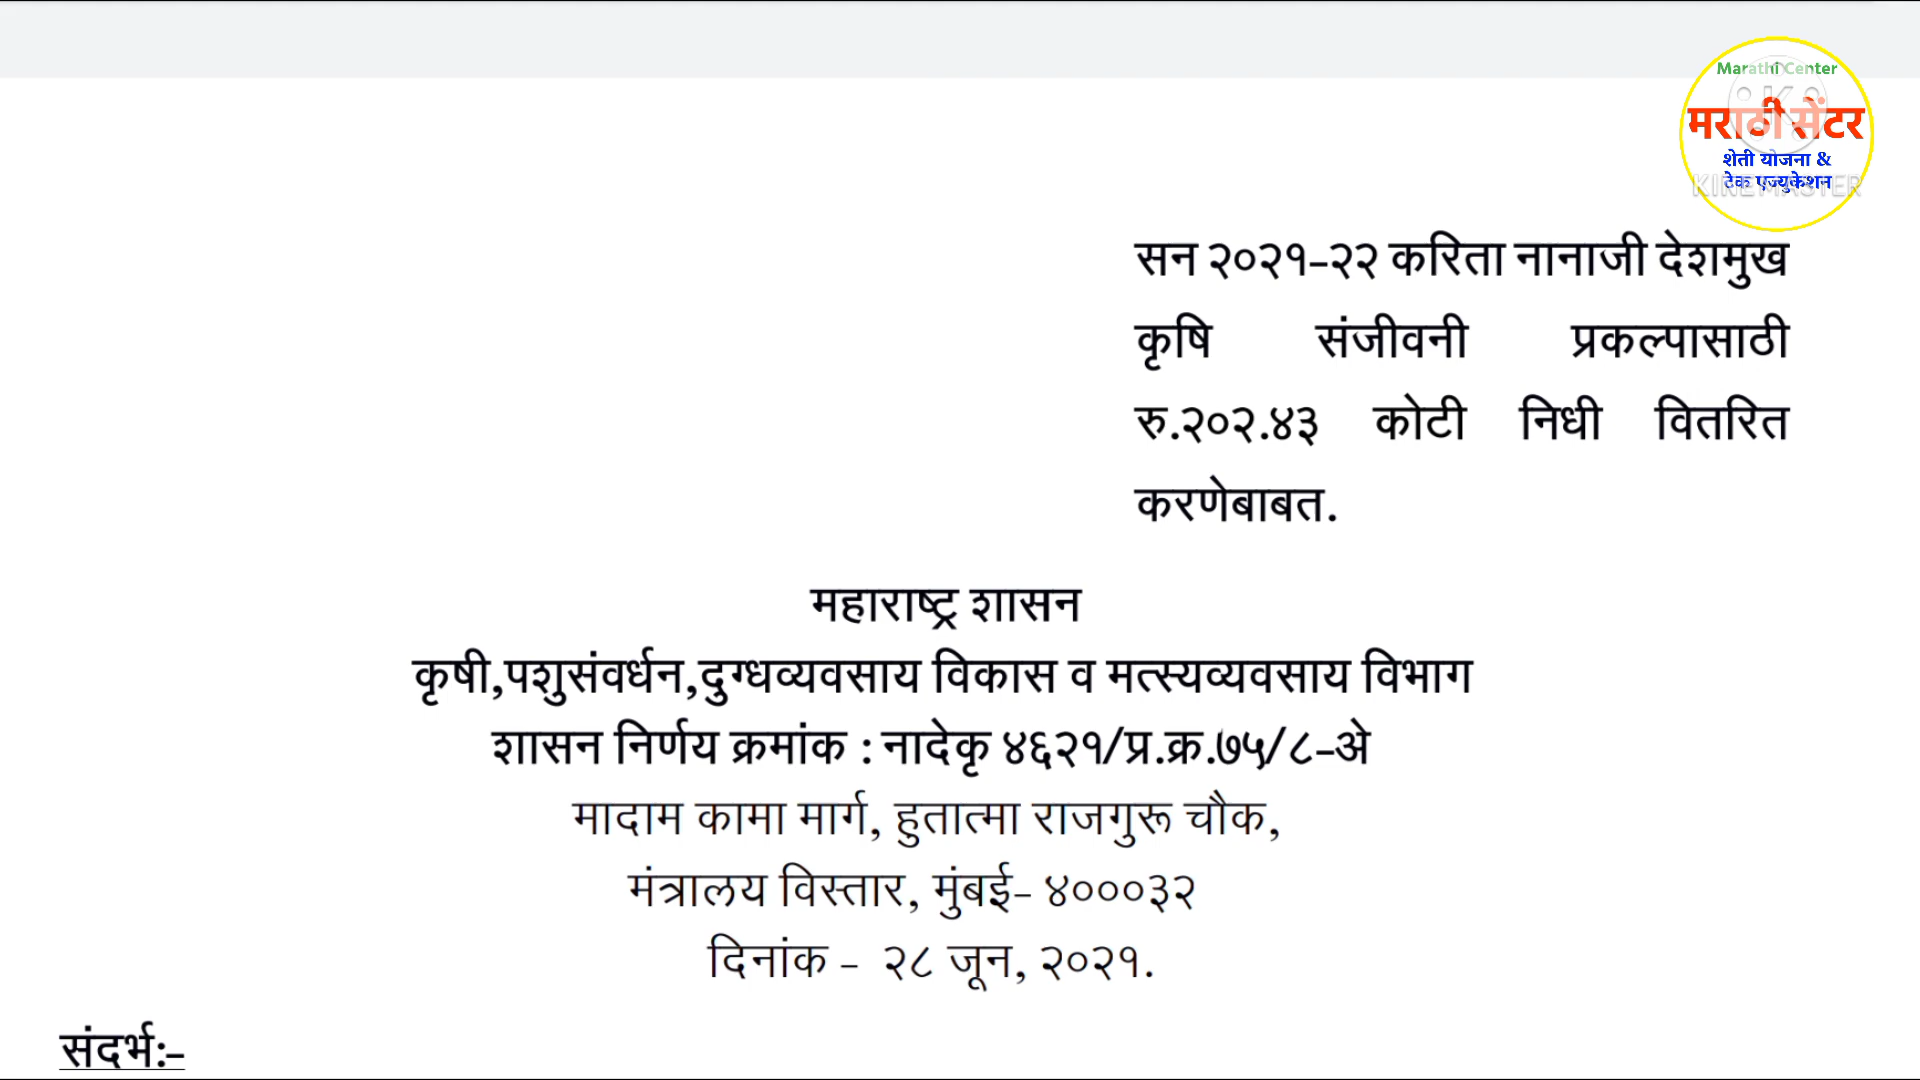 Marathi Center
मराठी सेंटर
शेती योजना &
टेक एज्युकेशन
KINEMASTER
सन २०२१-२२ करिता नानाजी देशमुख
कृषि संजीवनी प्रकल्पासाठी
रु.२०२.४३ कोटी निधी वितरित
करणेबाबत.
महाराष्ट्र शासन
कृषी,पशुसंवर्धन,दुग्धव्यवसाय विकास व मत्स्यव्यवसाय विभाग
शासन निर्णय क्रमांक : नादेकृ ४६२१/प्र.क्र.७५/८-अे
मादाम कामा मार्ग, हुतात्मा राजगुरू चौक,
मंत्रालय विस्तार, मुंबई- ४०००३२
दिनांक - २८ जून, २०२१.
संदर्भ:-